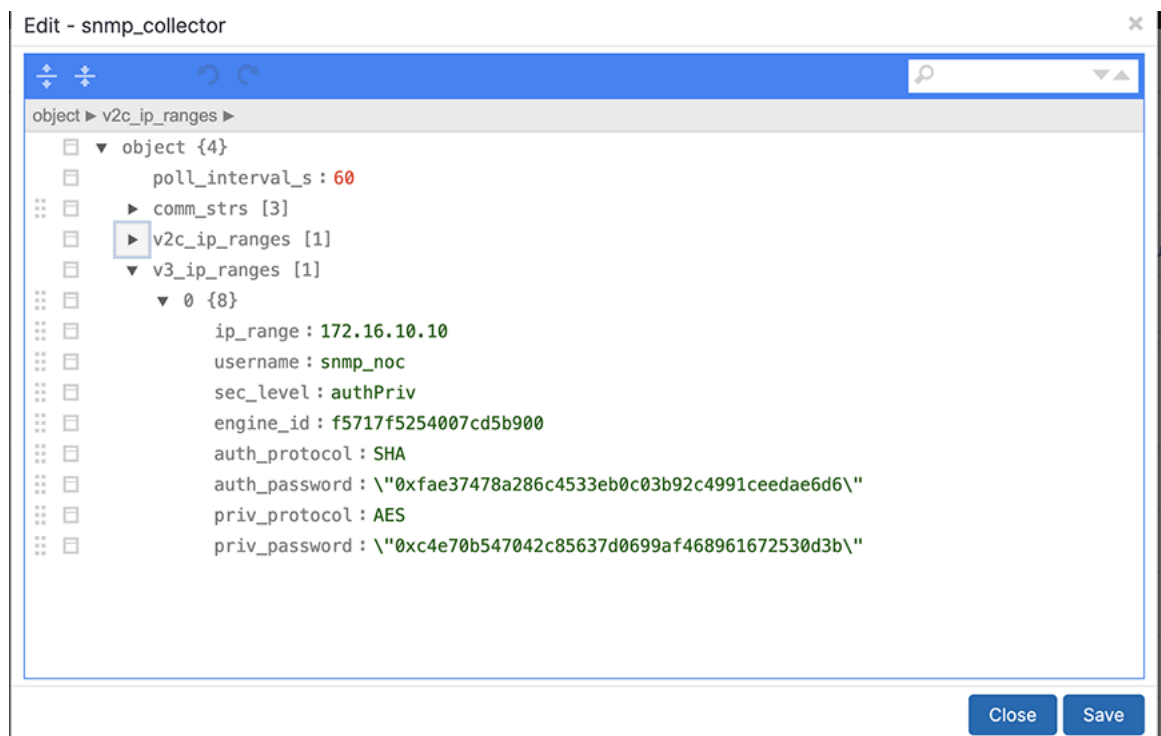 Edit - snmp_collector
object ▶ v2c_ip_ranges ▶
object {4}
poll_interval_s : 60
comm_strs [3]
v2c_ip_ranges [1]
v3_ip_ranges [1]
0 {8}
ip_range : 172.16.10.10
username : snmp_noc
sec_level : authPriv
engine_id : f5717f5254007cd5b900
auth_protocol : SHA
auth_password : \"0xfae37478a286c4533eb0c03b92c4991ceedae6d6\"
priv_protocol : AES
priv_password : \"0xc4e70b547042c85637d0699af468961672530d3b\"
Close Save